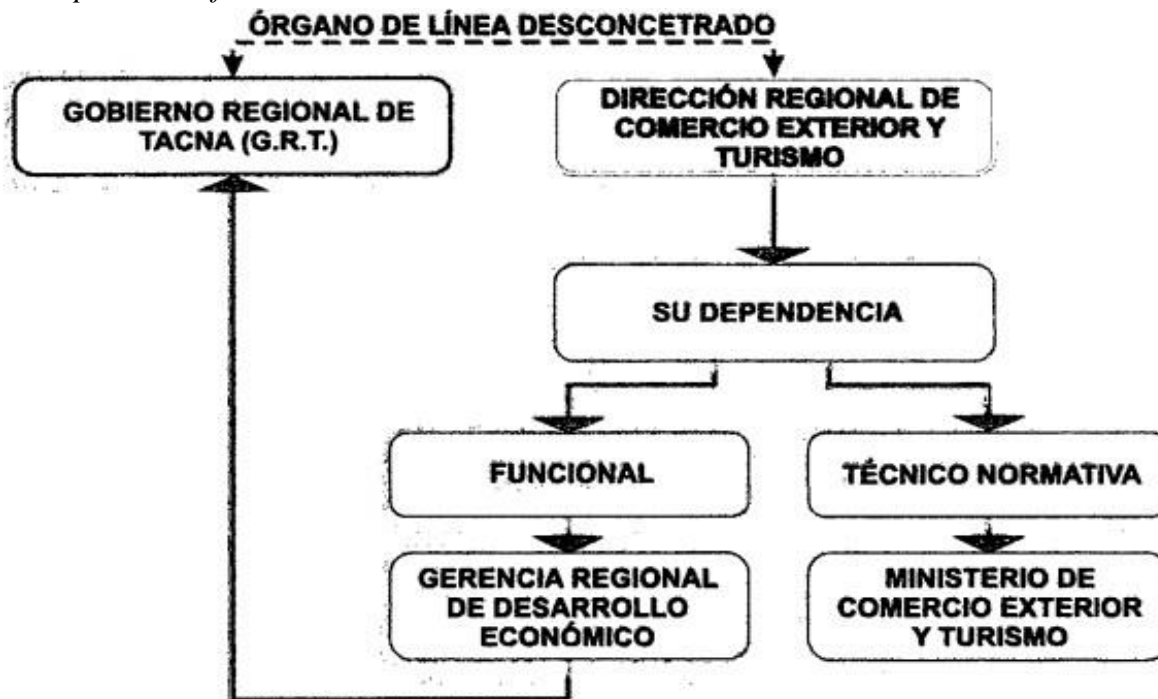 ÓRGANO DE LÍNEA DESCONCETRADO
GOBIERNO REGIONAL DE
TACNA (G.R.T.)
DIRECCIÓN REGIONAL DE
COMERCIO EXTERIOR Y
TURISMO
SU DEPENDENCIA
FUNCIONAL
TÉCNICO NORMATIVA
GERENCIA REGIONAL
DE DESARROLLO
ECONÓMICO
MINISTERIO DE
COMERCIO EXTERIOR
Y TURISMO